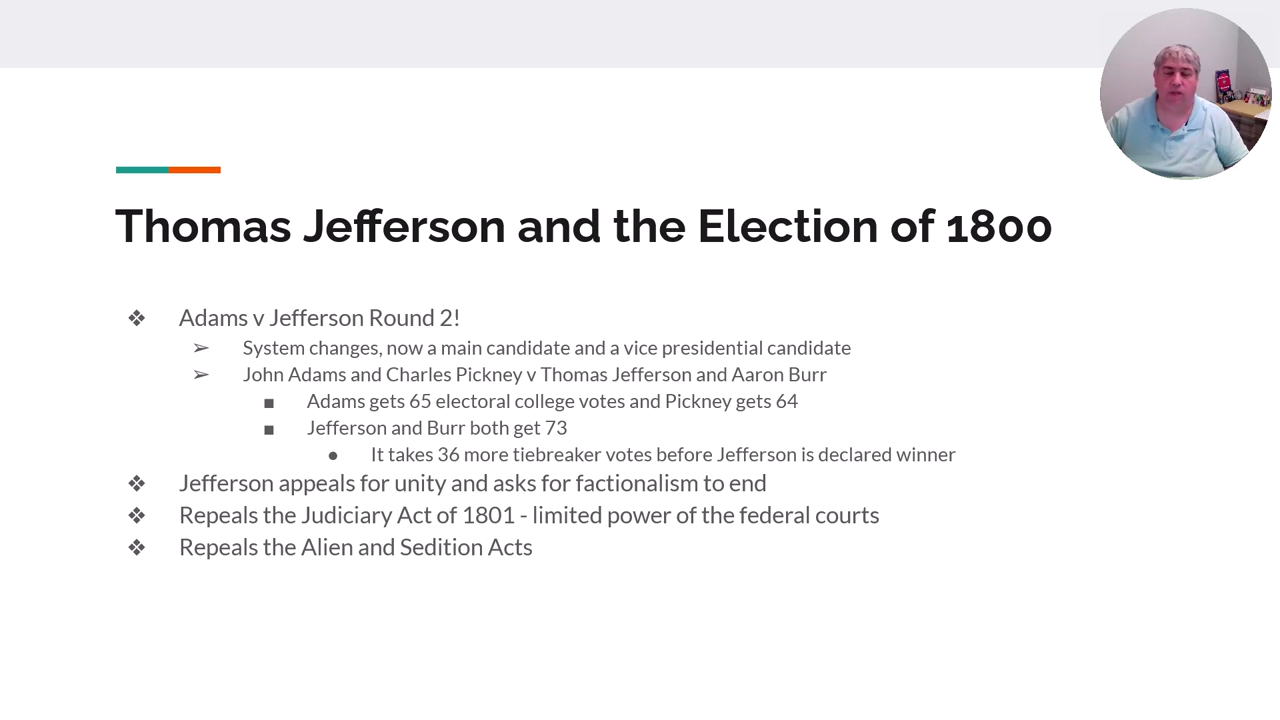 Thomas Jefferson and the Election of 1800
❖ Adams v Jefferson Round 2!
➢ System changes, now a main candidate and a vice presidential candidate
➢ John Adams and Charles Pickney v Thomas Jefferson and Aaron Burr
■ Adams gets 65 electoral college votes and Pickney gets 64
■ Jefferson and Burr both get 73
● It takes 36 more tiebreaker votes before Jefferson is declared winner
❖ Jefferson appeals for unity and asks for factionalism to end
❖ Repeals the Judiciary Act of 1801 - limited power of the federal courts
❖ Repeals the Alien and Sedition Acts